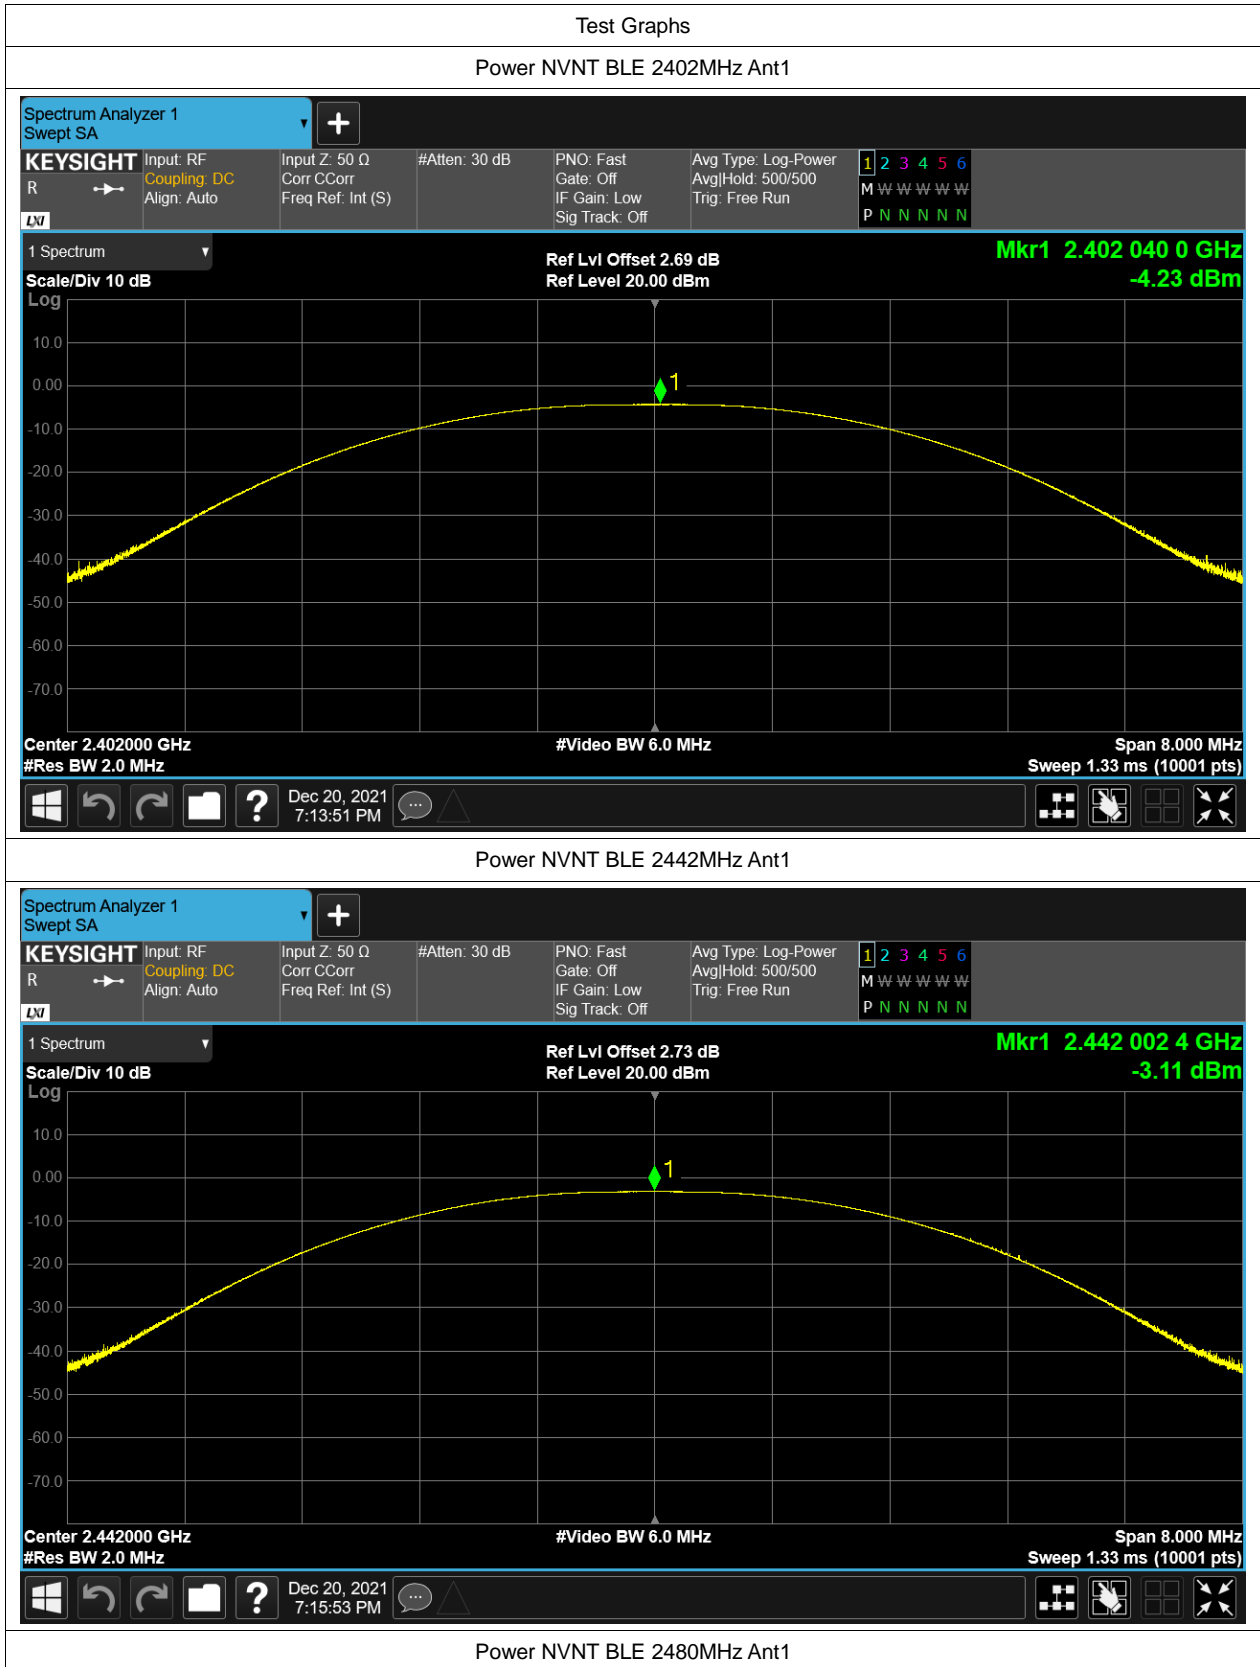 Test Graphs
Power NVNT BLE 2402MHz Ant1
Spectrum Analyzer 1
Swept SA
+
KEYSIGHT
R
LXI
Input: RF
Coupling: DC
Align: Auto
Input Z: 50 Ω
Corr CCorr
Freq Ref: Int (S)
#Atten: 30 dB
PNO: Fast
Gate: Off
IF Gain: Low
Sig Track: Off
Avg Type: Log-Power
Avg|Hold: 500/500
Trig: Free Run
1 2 3 4 5 6
M W W W W W
P N N N N N
1 Spectrum
Scale/Div 10 dB
Ref Lvl Offset 2.69 dB
Ref Level 20.00 dBm
Mkr1 2.402 040 0 GHz
-4.23 dBm
Log
10.0
0.00
-10.0
-20.0
-30.0
-40.0
-50.0
-60.0
-70.0
1
Center 2.402000 GHz
#Res BW 2.0 MHz
#Video BW 6.0 MHz
Span 8.000 MHz
Sweep 1.33 ms (10001 pts)
?
Dec 20, 2021
7:13:51 PM
Power NVNT BLE 2442MHz Ant1
Spectrum Analyzer 1
Swept SA
+
KEYSIGHT
R
LXI
Input: RF
Coupling: DC
Align: Auto
Input Z: 50 Ω
Corr CCorr
Freq Ref: Int (S)
#Atten: 30 dB
PNO: Fast
Gate: Off
IF Gain: Low
Sig Track: Off
Avg Type: Log-Power
Avg|Hold: 500/500
Trig: Free Run
1 2 3 4 5 6
M W W W W W
P N N N N N
1 Spectrum
Scale/Div 10 dB
Ref Lvl Offset 2.73 dB
Ref Level 20.00 dBm
Mkr1 2.442 002 4 GHz
-3.11 dBm
Log
10.0
0.00
-10.0
-20.0
-30.0
-40.0
-50.0
-60.0
-70.0
1
Center 2.442000 GHz
#Res BW 2.0 MHz
#Video BW 6.0 MHz
Span 8.000 MHz
Sweep 1.33 ms (10001 pts)
?
Dec 20, 2021
7:15:53 PM
Power NVNT BLE 2480MHz Ant1